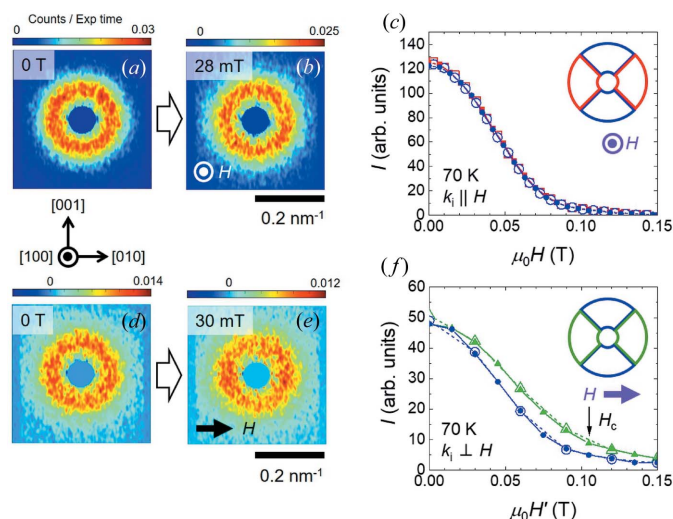 Counts / Exp time
0 0.03
0 0.025
0 T (a)
28 mT (b)
H
0.2 nm⁻¹
[001]
[100] [010]
0 0.014
0 0.012
0 T (d)
30 mT (e)
H
0.2 nm⁻¹
(c)
I (arb. units)
140
120
100
80
60
40
20
0
70 K
kᵢ || H
H
0.00 0.05 0.10 0.15
μ₀H (T)
(f)
I (arb. units)
60
50
40
30
20
10
0
H
H_c
70 K
kᵢ ⊥ H
0.00 0.05 0.10 0.15
μ₀H' (T)